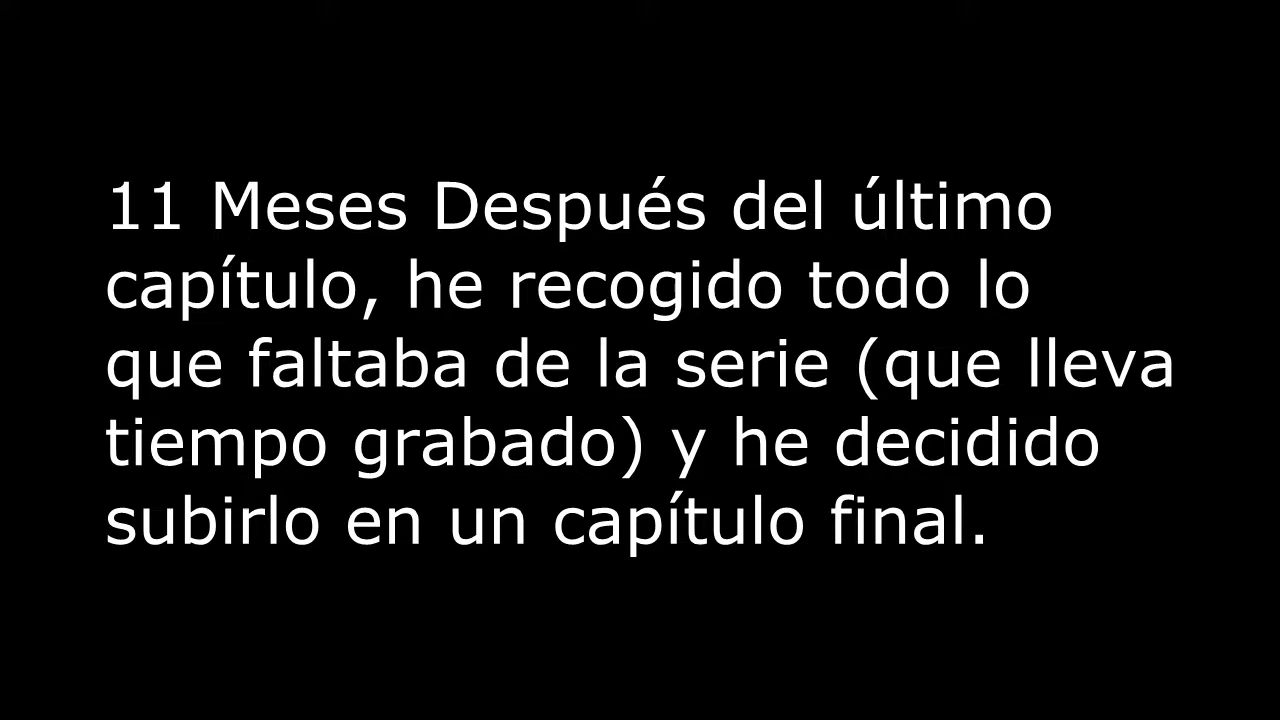 11 Meses Después del último
capítulo, he recogido todo lo
que faltaba de la serie (que lleva
tiempo grabado) y he decidido
subirlo en un capítulo final.